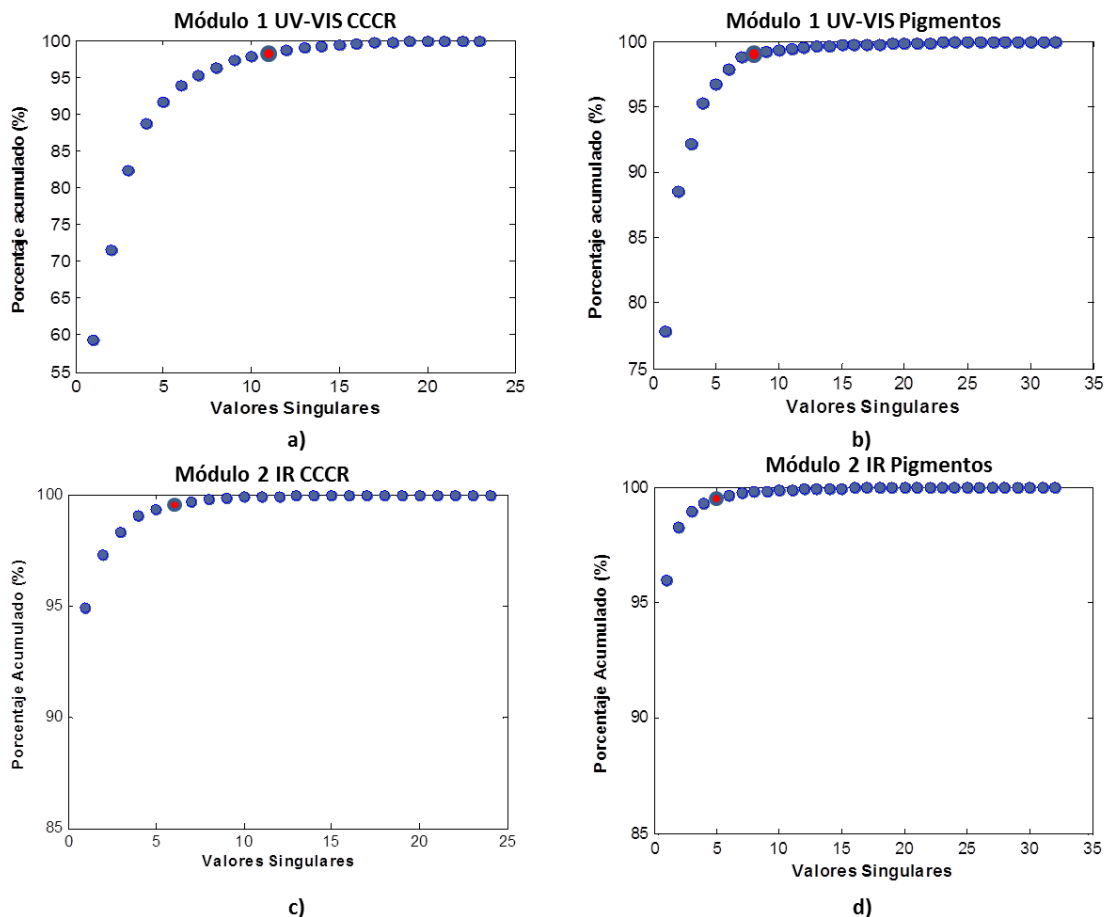 Módulo 1 UV-VIS CCCR
Porcentaje acumulado (%)
100
95
90
85
80
75
70
65
60
55
0 5 10 15 20 25
Valores Singulares
a)
Módulo 1 UV-VIS Pigmentos
Porcentaje acumulado (%)
100
95
90
85
80
75
0 5 10 15 20 25 30 35
Valores Singulares
b)
Módulo 2 IR CCCR
Porcentaje Acumulado (%)
100
95
90
85
0 5 10 15 20 25
Valores Singulares
c)
Módulo 2 IR Pigmentos
Porcentaje Acumulado (%)
100
95
90
85
0 5 10 15 20 25 30 35
Valores Singulares
d)